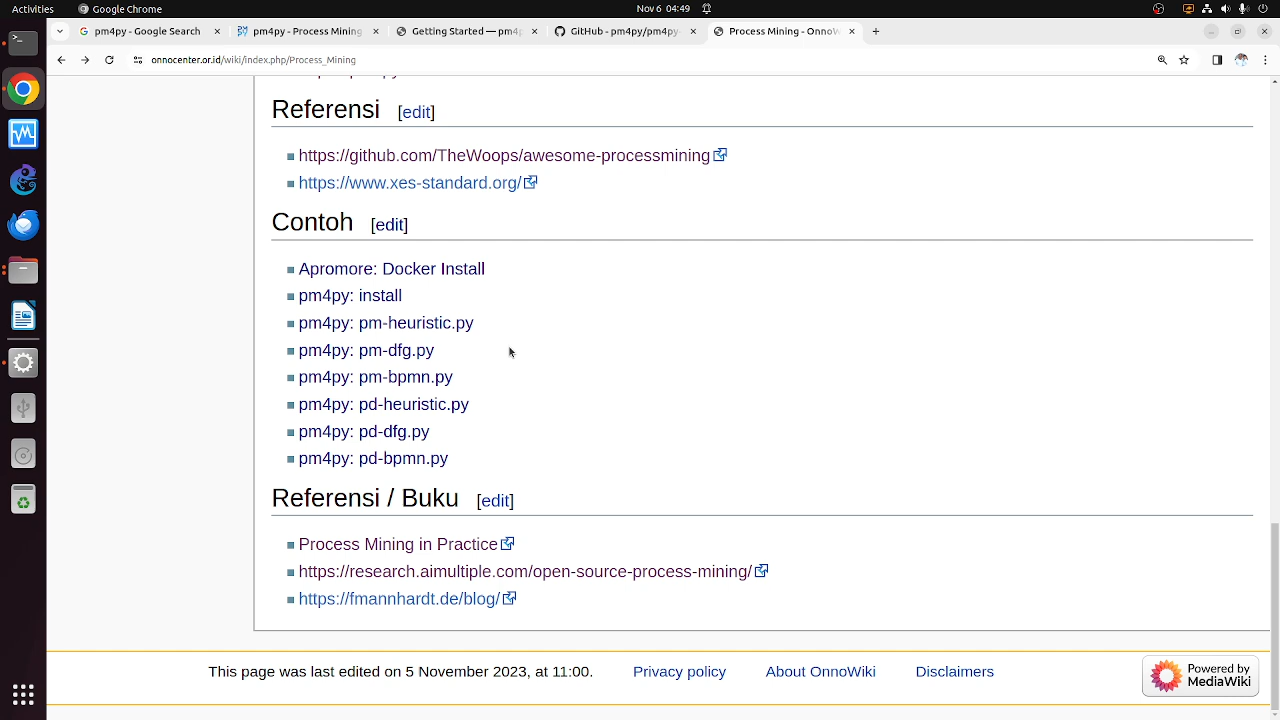 Activities
Google Chrome
Nov 6 04:49
pm4py - Google Search
pm4py - Process Mining
Getting Started — pm4p
GitHub - pm4py/pm4py
Process Mining - OnnoW
onnocenter.or.id/wiki/index.php/Process_Mining
Referensi [edit]
https://github.com/TheWoops/awesome-processmining
https://www.xes-standard.org/
Contoh [edit]
Apromore: Docker Install
pm4py: install
pm4py: pm-heuristic.py
pm4py: pm-dfg.py
pm4py: pm-bpmn.py
pm4py: pd-heuristic.py
pm4py: pd-dfg.py
pm4py: pd-bpmn.py
Referensi / Buku [edit]
Process Mining in Practice
https://research.aimultiple.com/open-source-process-mining/
https://fmannhardt.de/blog/
This page was last edited on 5 November 2023, at 11:00.
Privacy policy
About OnnoWiki
Disclaimers
Powered by
MediaWiki